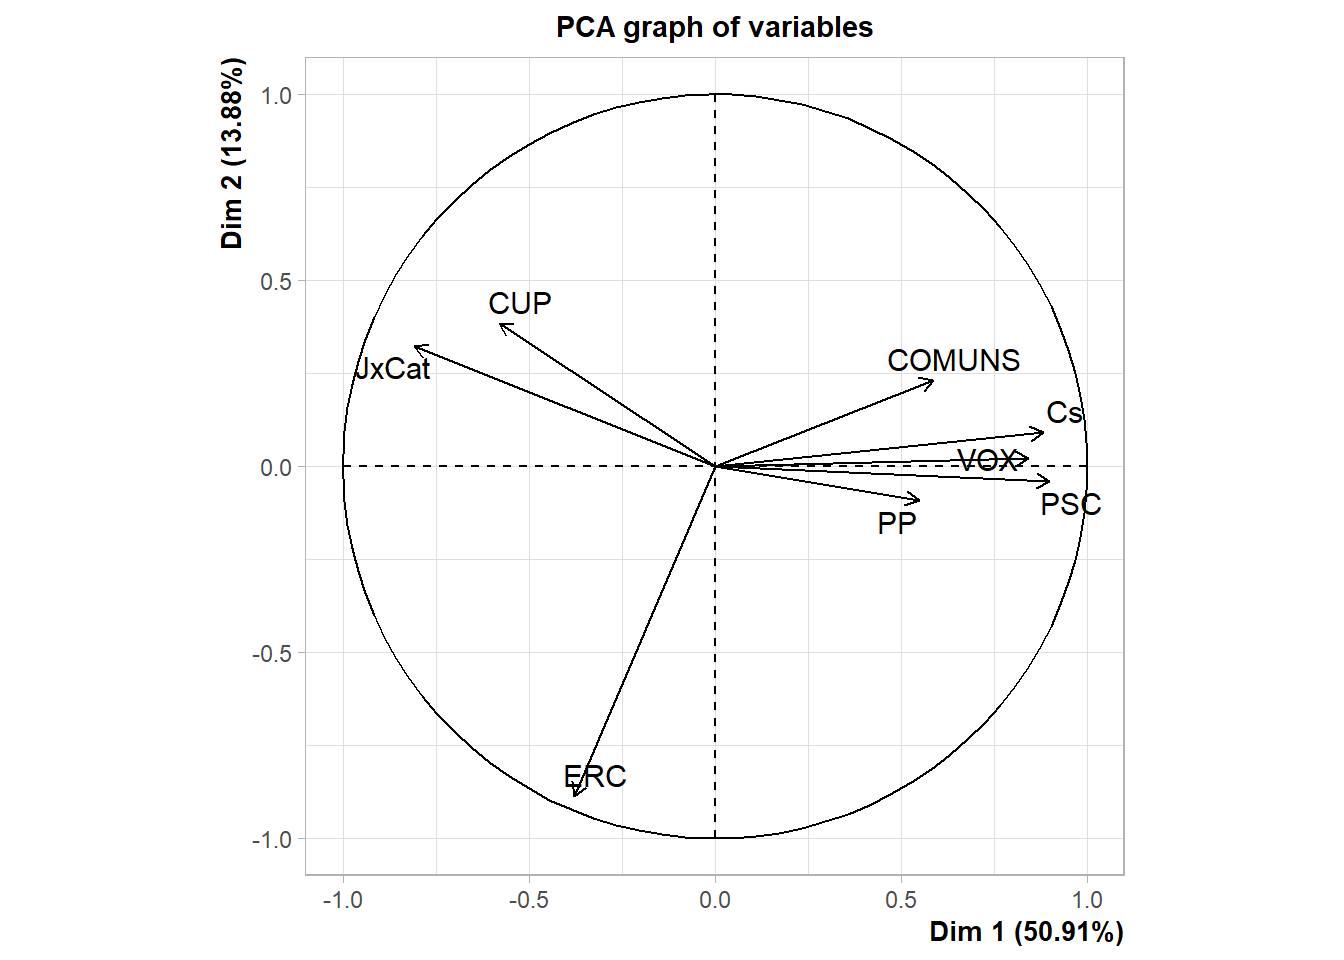 PCA graph of variables
Dim 2 (13.88%)
1.0
0.5
0.0
-0.5
-1.0
CUP
JxCat
COMUNS
Cs
VOX
PSC
PP
ERC
-1.0
-0.5
0.0
0.5
1.0
Dim 1 (50.91%)